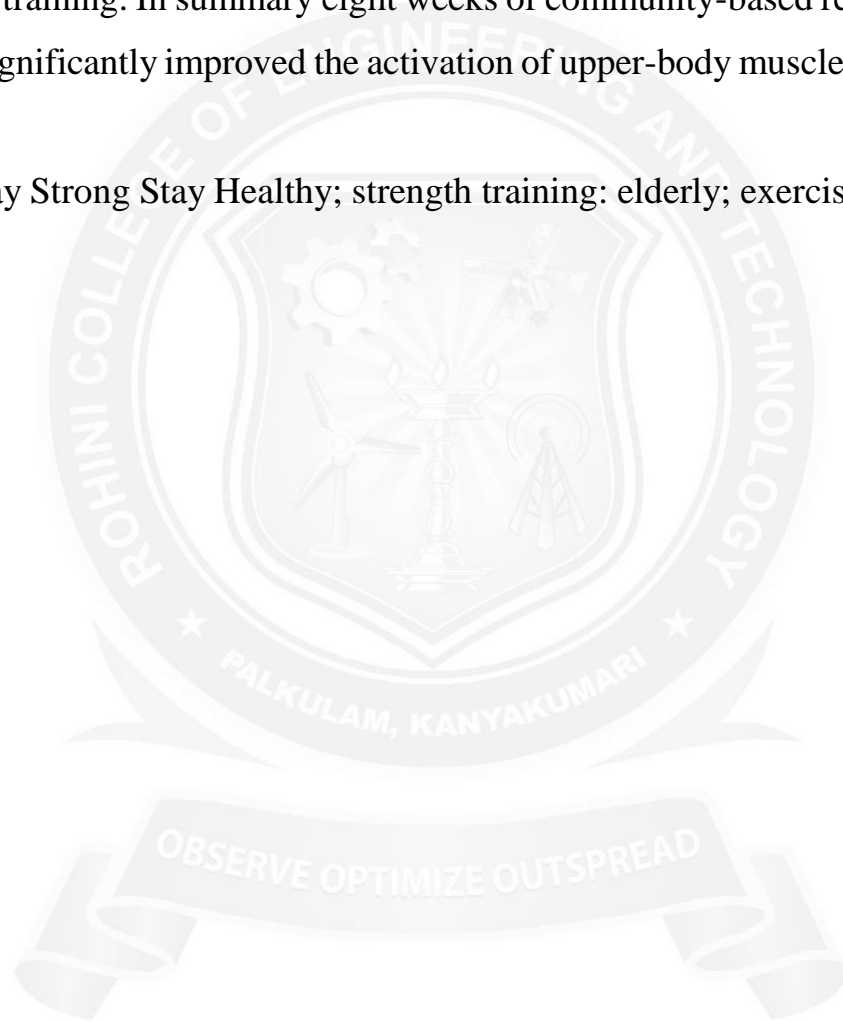 training. In summary eight weeks of community-based re
gnificantly improved the activation of upper-body muscle
ay Strong Stay Healthy; strength training: elderly; exercis
ROHINI COLLEGE OF ENGINEERING AND TECHNOLOGY
PALKULAM, KANYAKUMARI
OBSERVE OPTIMIZE OUTSPREAD